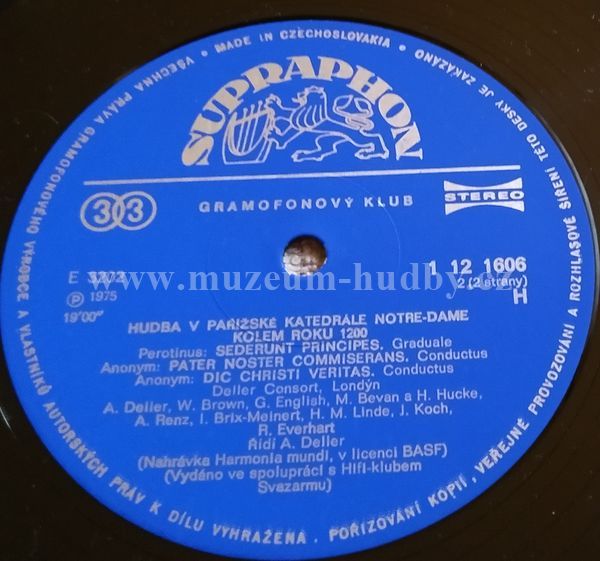 VŠECHNA PRÁVA GRAMOFONOVÉHO VÝROBCE A VLASTNÍKŮ AUTORSKÝCH PRÁV K DÍLU VYHRAŽENA . POŘIZOVÁNÍ KOPIÍ, VEŘEJNÉ PROVOZOVÁNÍ A ROZHLASOVÉ ŠÍŘENÍ TÉTO DESKY JE ZAKÁZÁNO
• MADE IN CZECHOSLOVAKIA •
SUPRAPHON
33 GRAMOFONOVÝ KLUB STEREO
www.muzeum-hudby.cz
E 3202 1 12 1606
Ⓟ 1975 2 (2 strany)
19'00" H
HUDBA V PAŘÍŽSKÉ KATEDRÁLE NOTRE-DAME
KOLEM ROKU 1200
Perotinus: SEDERUNT PRINCIPES. Graduale
Anonym: PATER NOSTER COMMISERANS. Conductus
Anonym: DIC CHRISTI VERITAS. Conductus
Deller Consort, Londýn
A. Deller, W. Brown, G. English, M. Bevan a H. Hucke,
A. Renz, I. Brix-Meinert, H. M. Linde, J. Koch,
R. Everhart
Řídí A. Deller
(Nahrávka Harmonia mundi, v licenci BASF)
(Vydáno ve spolupráci s Hifi-klubem
Svazarmu)